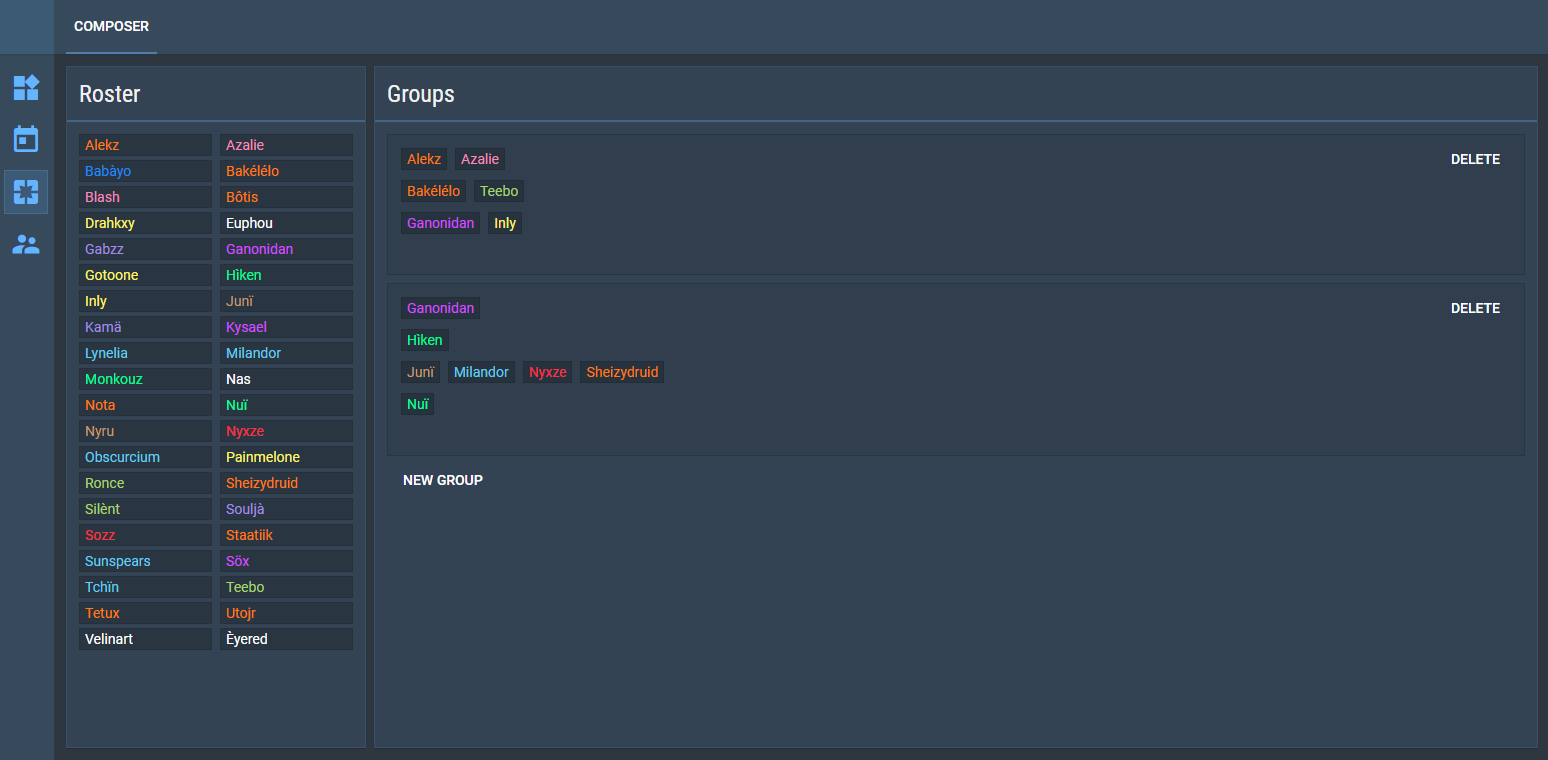 COMPOSER
Roster
Alekz Azalie
Babàyo Bakélélo
Blash Bôtis
Drahkxy Euphou
Gabzz Ganonidan
Gotoone Hìken
Inly Junï
Kamä Kysael
Lynelia Milandor
Monkouz Nas
Nota Nuï
Nyru Nyxze
Obscurcium Painmelone
Ronce Sheizydruid
Silènt Souljà
Sozz Staatiik
Sunspears Söx
Tchïn Teebo
Tetux Utojr
Velinart Èyered
Groups
Alekz Azalie DELETE
Bakélélo Teebo
Ganonidan Inly
Ganonidan DELETE
Hìken
Junï Milandor Nyxze Sheizydruid
Nuï
NEW GROUP